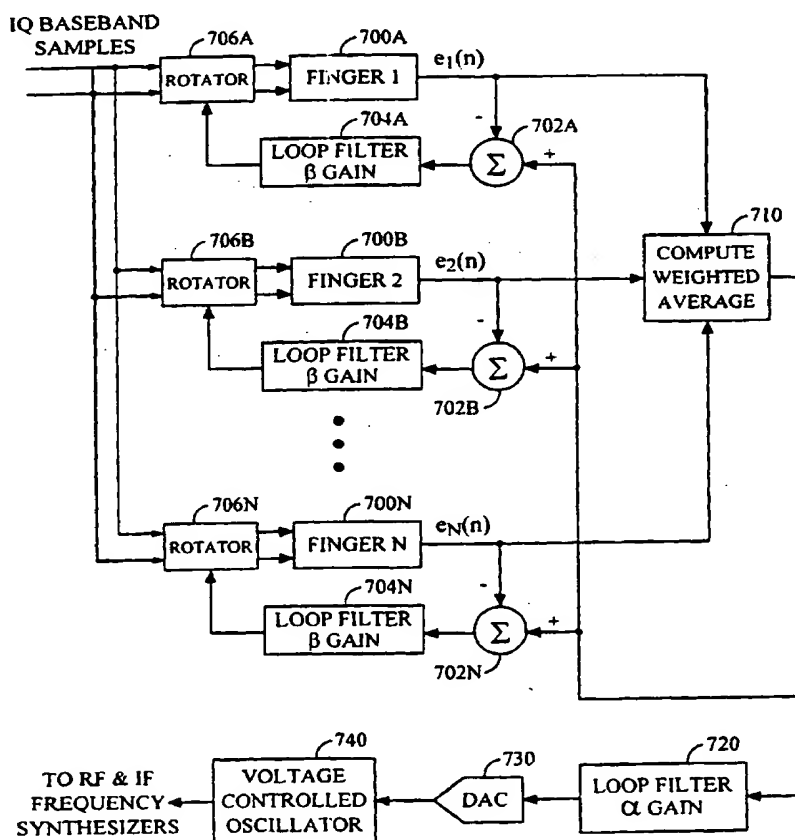 IQ BASEBAND
SAMPLES
706A
700A
ROTATOR
FINGER 1
e₁(n)
704A
702A
LOOP FILTER
β GAIN
-
Σ
+
706B
700B
710
ROTATOR
FINGER 2
e₂(n)
COMPUTE
WEIGHTED
AVERAGE
704B
LOOP FILTER
β GAIN
-
Σ
+
702B
706N
700N
ROTATOR
FINGER N
e_N(n)
704N
LOOP FILTER
β GAIN
-
Σ
+
702N
740
730
720
TO RF & IF
FREQUENCY
SYNTHESIZERS
VOLTAGE
CONTROLLED
OSCILLATOR
DAC
LOOP FILTER
α GAIN